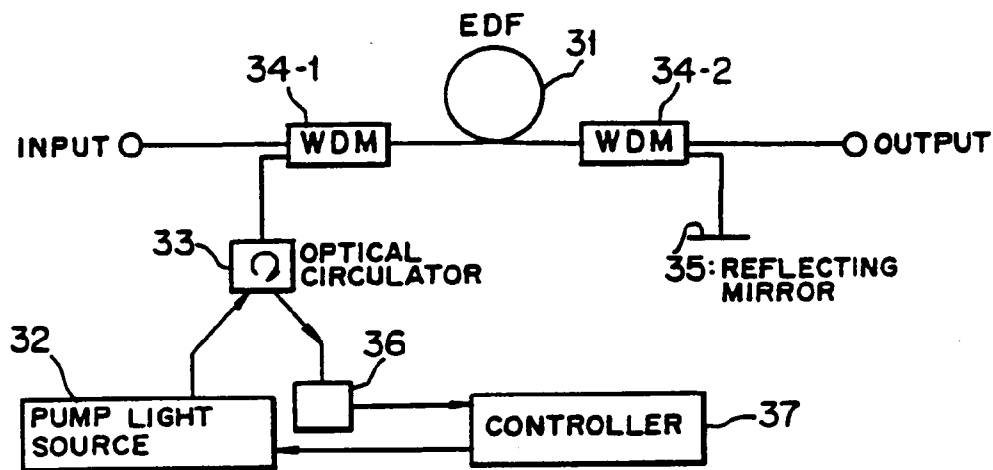 EDF
31
34-1
34-2
INPUT
WDM
WDM
OUTPUT
33
OPTICAL
CIRCULATOR
35: REFLECTING
MIRROR
32
36
PUMP LIGHT
SOURCE
CONTROLLER
37